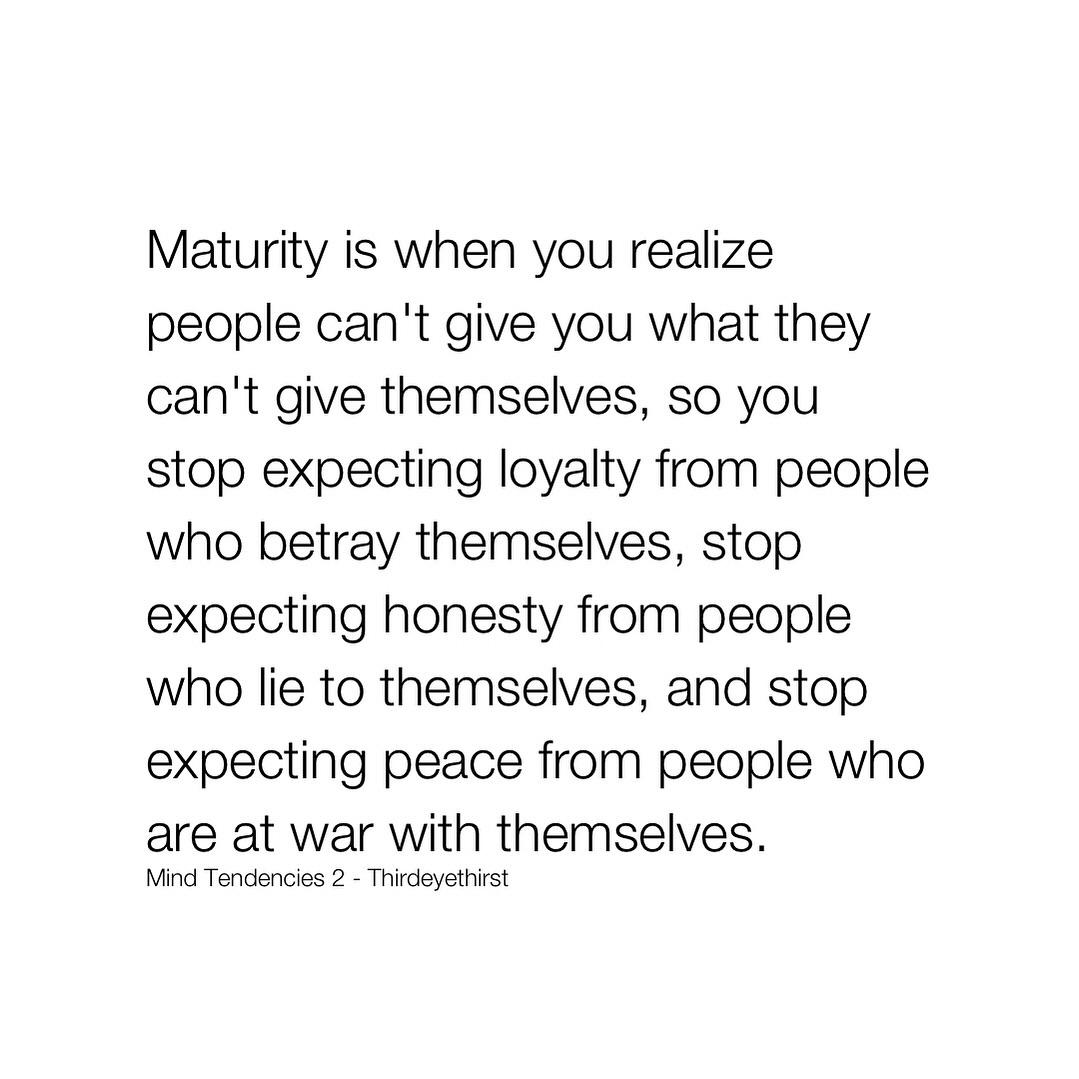 Maturity is when you realize
people can't give you what they
can't give themselves, so you
stop expecting loyalty from people
who betray themselves, stop
expecting honesty from people
who lie to themselves, and stop
expecting peace from people who
are at war with themselves.
Mind Tendencies 2 - Thirdeyethirst